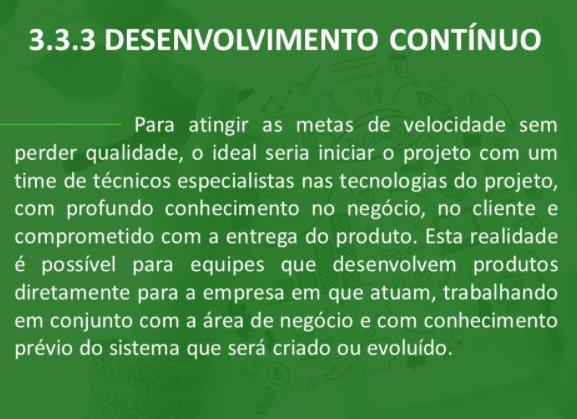 3.3.3 DESENVOLVIMENTO CONTÍNUO
Para atingir as metas de velocidade sem
perder qualidade, o ideal seria iniciar o projeto com um
time de técnicos especialistas nas tecnologias do projeto,
com profundo conhecimento no negócio, no cliente e
comprometido com a entrega do produto. Esta realidade
é possível para equipes que desenvolvem produtos
diretamente para a empresa em que atuam, trabalhando
em conjunto com a área de negócio e com conhecimento
prévio do sistema que será criado ou evoluído.